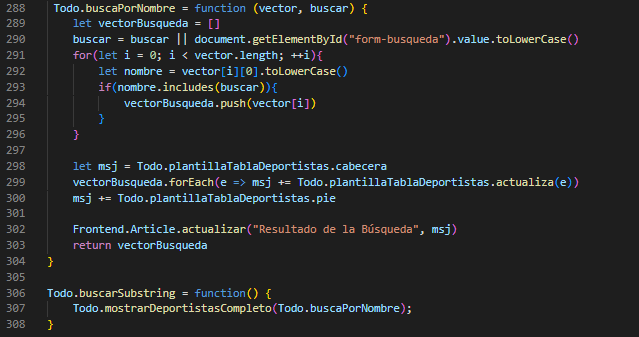 288 Todo.buscaPorNombre = function (vector, buscar) {
289 let vectorBusqueda = []
290 buscar = buscar || document.getElementById("form-busqueda").value.toLowerCase()
291 for(let i = 0; i < vector.length; ++i){
292 let nombre = vector[i][0].toLowerCase()
293 if(nombre.includes(buscar)){
294 vectorBusqueda.push(vector[i])
295 }
296 }
297
298 let msj = Todo.plantillaTablaDeportistas.cabecera
299 vectorBusqueda.forEach(e => msj += Todo.plantillaTablaDeportistas.actualiza(e))
300 msj += Todo.plantillaTablaDeportistas.pie
301
302 Frontend.Article.actualizar("Resultado de la Búsqueda", msj)
303 return vectorBusqueda
304 }
305
306 Todo.buscarSubstring = function() {
307 Todo.mostrarDeportistasCompleto(Todo.buscaPorNombre);
308 }